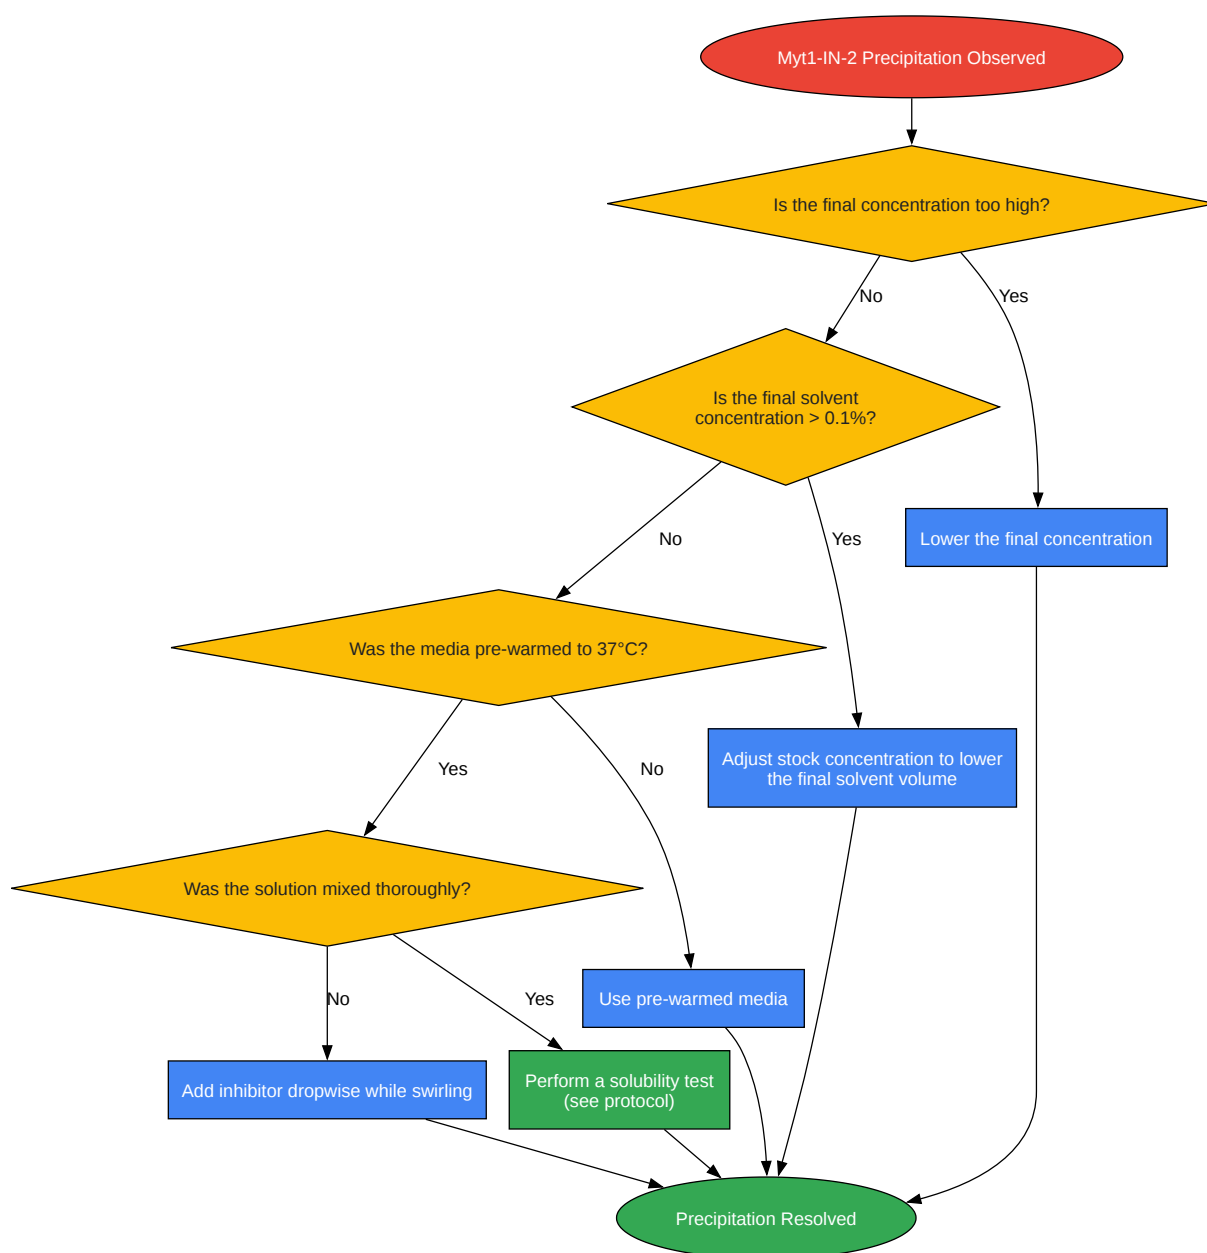 Myt1-IN-2 Precipitation Observed
Is the final concentration too high?
No
Yes
Is the final solvent
concentration > 0.1%?
No
Yes
Lower the final concentration
Was the media pre-warmed to 37°C?
Yes
No
Adjust stock concentration to lower
the final solvent volume
Was the solution mixed thoroughly?
No
Yes
Use pre-warmed media
Add inhibitor dropwise while swirling
Perform a solubility test
(see protocol)
Precipitation Resolved